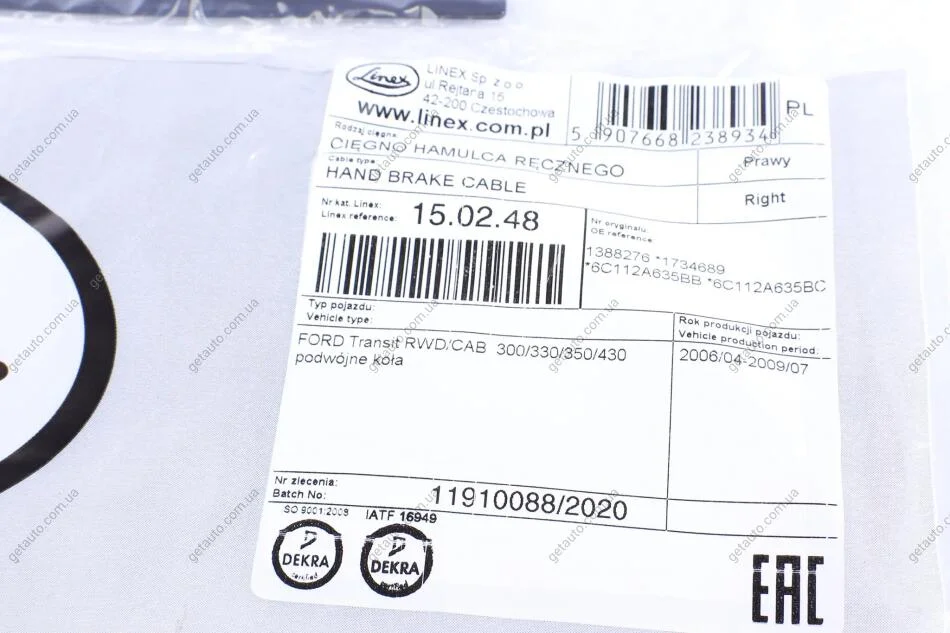 Linex
LINEX Sp z o o
ul Rejtana 15
42-200 Czestochowa
www.linex.com.pl
5 907668 238934
PL
Rodzaj cięgna:
CIĘGNO HAMULCA RĘCZNEGO
Prawy
Cable type:
HAND BRAKE CABLE
Right
Nr kat. Linex:
Linex reference:
15.02.48
Nr oryginału:
OE reference
1388276 *1734689
*6C112A635BB *6C112A635BC
Typ pojazdu:
Vehicle type:
FORD Transit RWD/CAB 300/330/350/430
podwójne koła
Rok produkcji pojazdu:
Vehicle production period:
2006/04-2009/07
Nr zlecenia:
Batch No:
11910088/2020
ISO 9001:2008
IATF 16949
DEKRA
certified
DEKRA
certified
EAC
getauto.com.ua